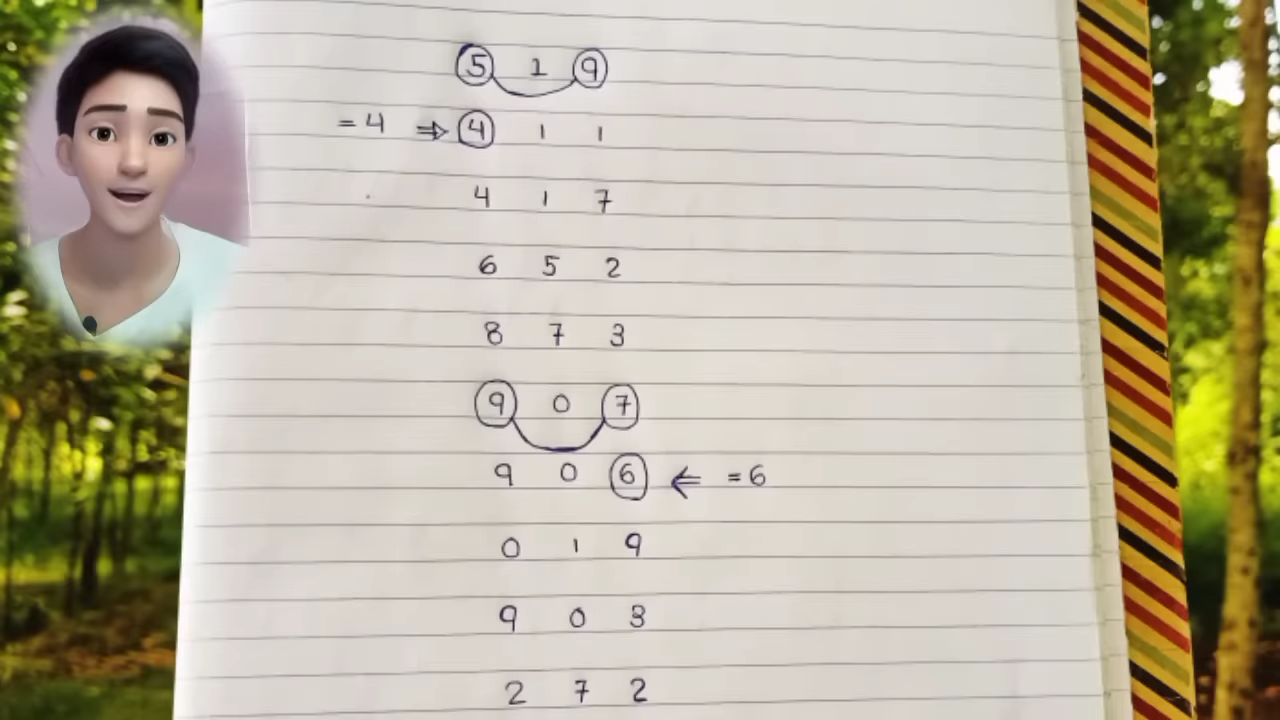 5 1 9
= 4 ⇒ 4 1 1
4 1 7
6 5 2
8 7 3
9 0 7
9 0 6 ⇐ = 6
0 1 9
9 0 3
2 7 2